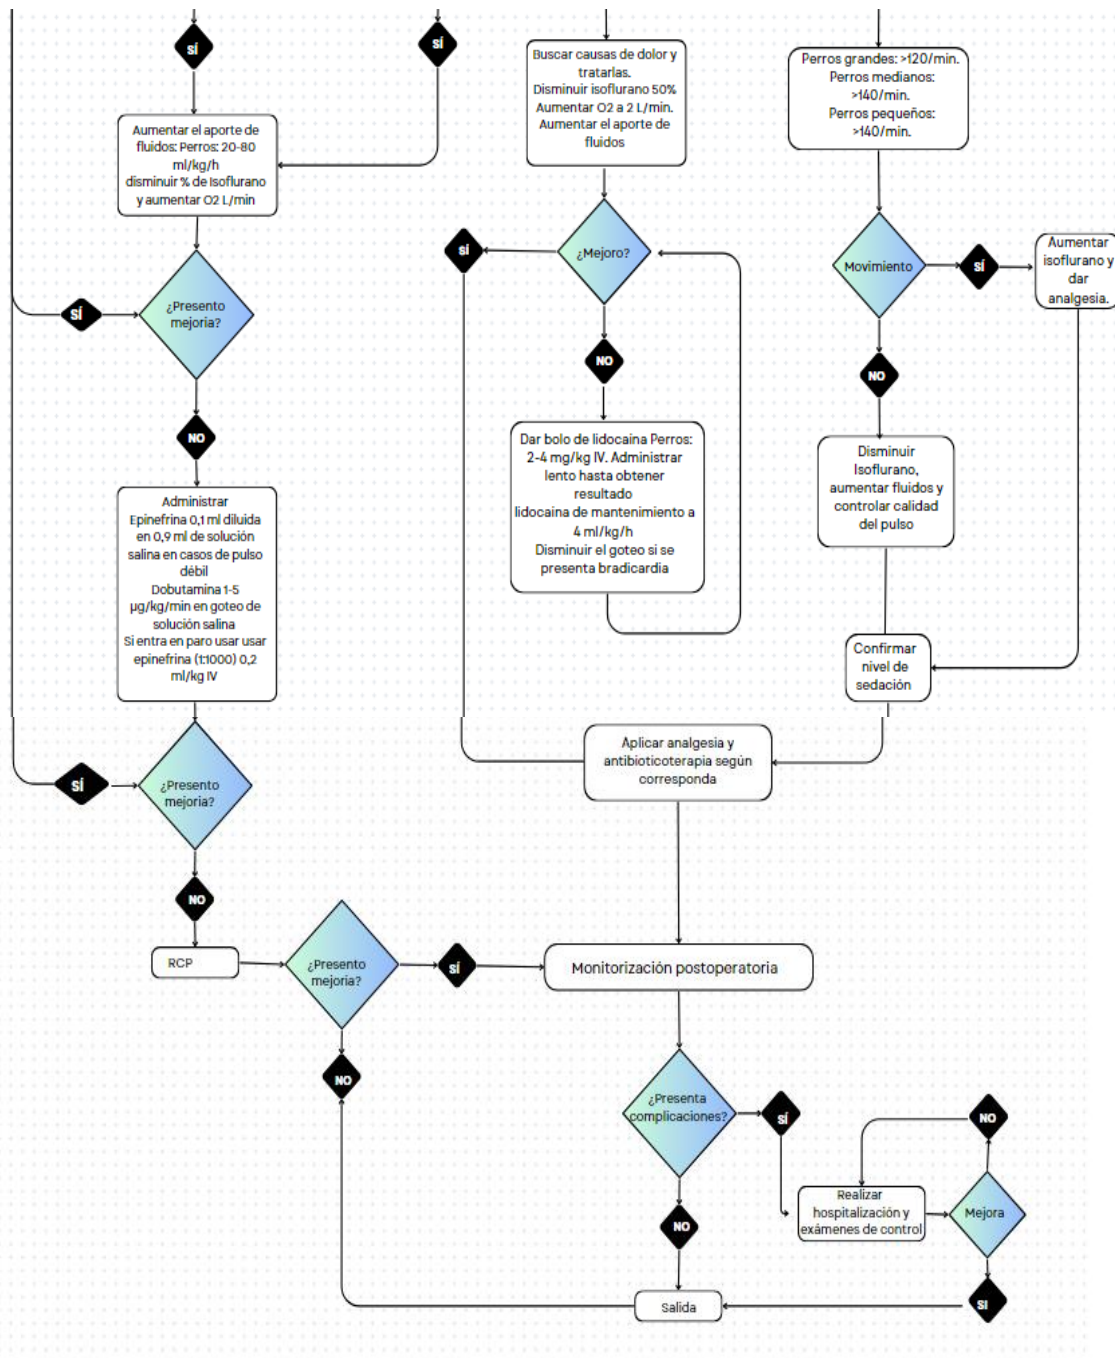 SÍ
SÍ
Buscar causas de dolor y
tratarlas.
Disminuir isoflurano 50%
Aumentar O2 a 2 L/min.
Aumentar el aporte de
fluidos
Perros grandes: >120/min.
Perros medianos:
>140/min.
Perros pequeños:
>140/min.
Aumentar el aporte de
fluidos: Perros: 20-80
ml/kg/h
disminuir % de Isoflurano
y aumentar O2 L/min
¿Mejoro?
SÍ
Movimiento
SÍ
Aumentar
isoflurano y
dar
analgesia.
SÍ
¿Presento
mejoria?
NO
NO
NO
Dar bolo de lidocaina Perros:
2-4 mg/kg IV. Administrar
lento hasta obtener
resultado
lidocaina de mantenimiento a
4 ml/kg/h
Disminuir el goteo si se
presenta bradicardia
Disminuir
Isoflurano,
aumentar fluidos y
controlar calidad
del pulso
Administrar
Epinefrina 0,1 ml diluida
en 0,9 ml de solución
salina en casos de pulso
débil
Dobutamina 1-5
µg/kg/min en goteo de
solución salina
Si entra en paro usar usar
epinefrina (1:1000) 0,2
ml/kg IV
Confirmar
nivel de
sedación
Aplicar analgesia y
antibioticoterapia según
corresponda
SÍ
¿Presento
mejoria?
NO
RCP
¿Presento
mejoria?
SÍ
Monitorización postoperatoria
NO
¿Presenta
complicaciones?
SÍ
NO
Realizar
hospitalización y
exámenes de control
Mejora
NO
SI
Salida